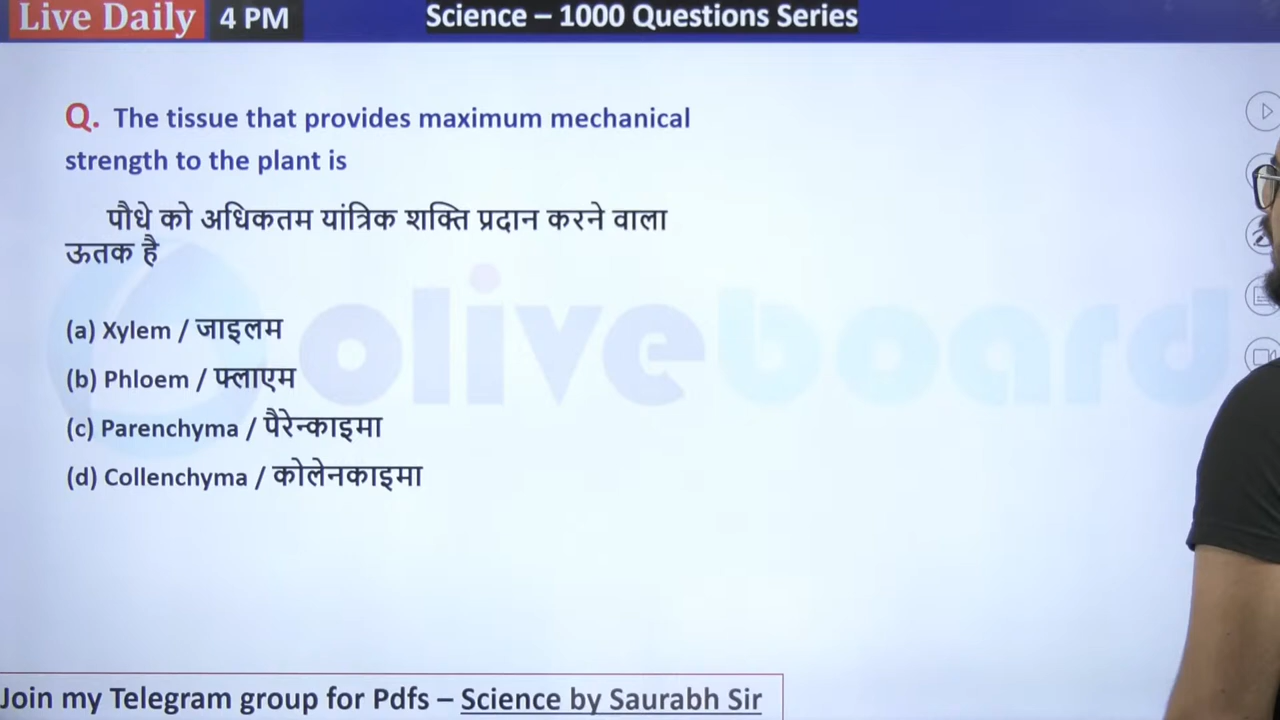 Live Daily 4 PM
Science – 1000 Questions Series
Q. The tissue that provides maximum mechanical
strength to the plant is
पौधे को अधिकतम यांत्रिक शक्ति प्रदान करने वाला
ऊतक है
oliveboard
(a) Xylem / जाइलम
(b) Phloem / फ्लाएम
(c) Parenchyma / पैरेन्काइमा
(d) Collenchyma / कोलेनकाइमा
Join my Telegram group for Pdfs – Science by Saurabh Sir